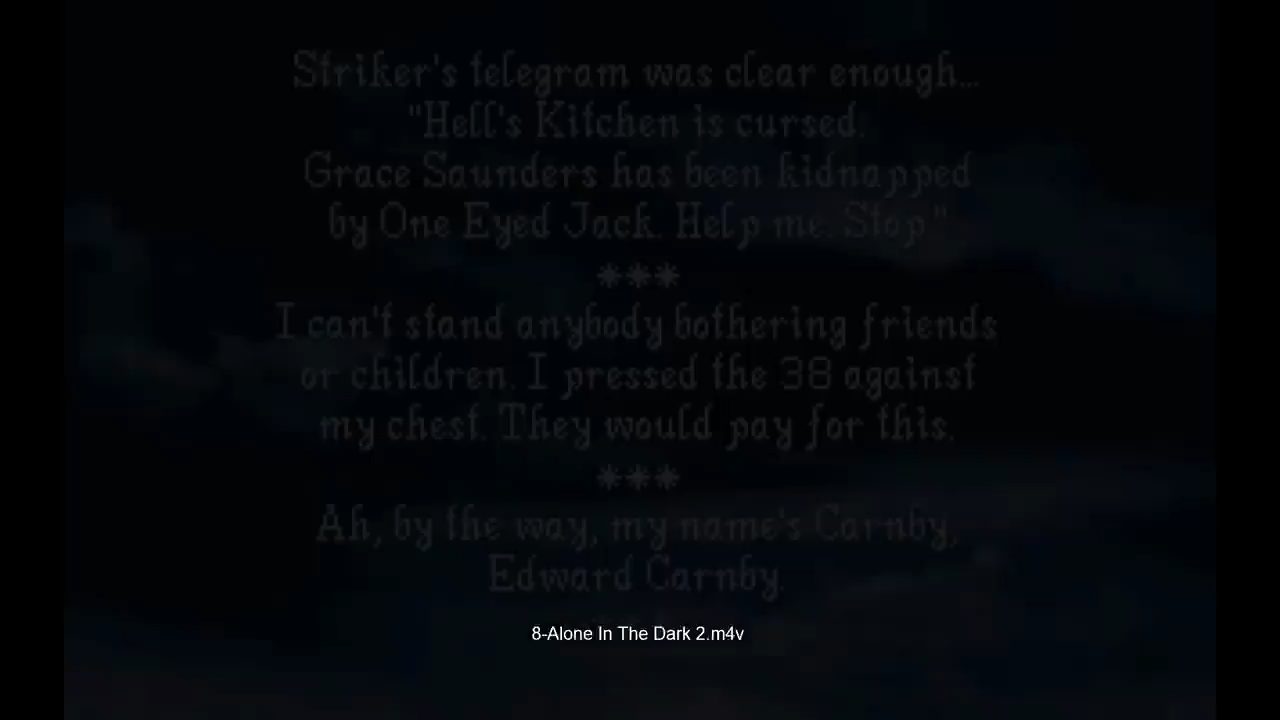 Striker's telegram was clear enough...
"Hell's Kitchen is cursed.
Grace Saunders has been kidnapped
by One Eyed Jack. Help me. Stop."
***
I can't stand anybody bothering friends
or children. I pressed the 38 against
my chest. They would pay for this.
***
Ah, by the way, my name's Carnby,
Edward Carnby.
8-Alone In The Dark 2.m4v